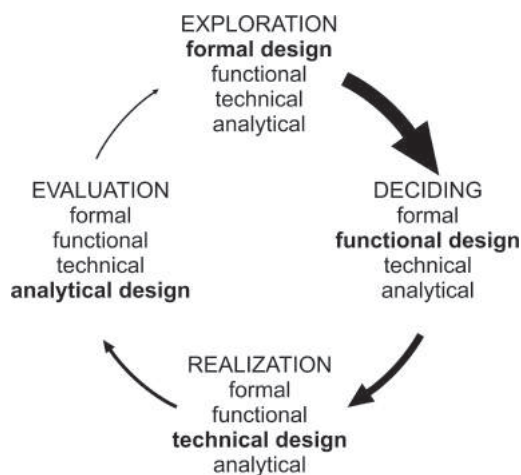 EXPLORATION
formal design
functional
technical
analytical
DECIDING
formal
functional design
technical
analytical
REALIZATION
formal
functional
technical design
analytical
EVALUATION
formal
functional
technical
analytical design